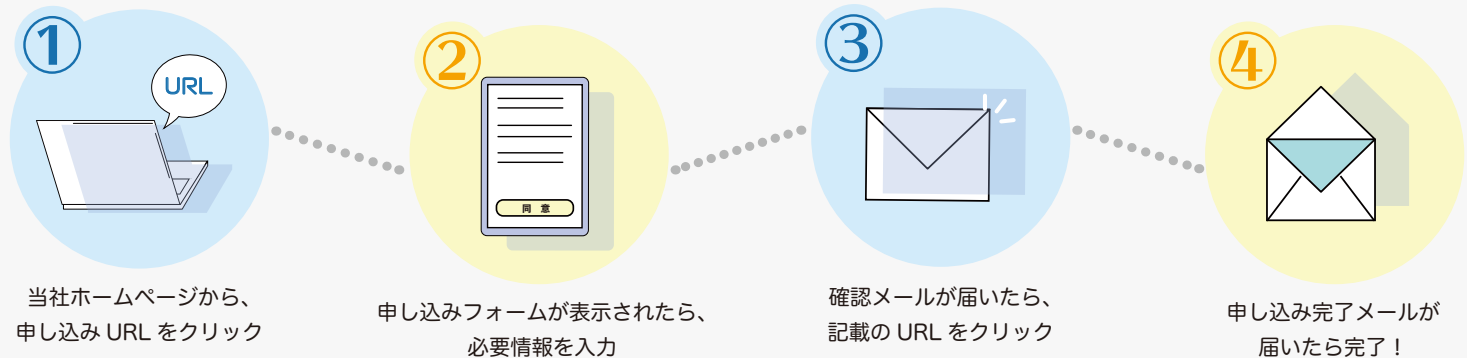 ①
URL
当社ホームページから、
申し込み URL をクリック
②
同 意
申し込みフォームが表示されたら、
必要情報を入力
③
確認メールが届いたら、
記載の URL をクリック
④
申し込み完了メールが
届いたら完了！